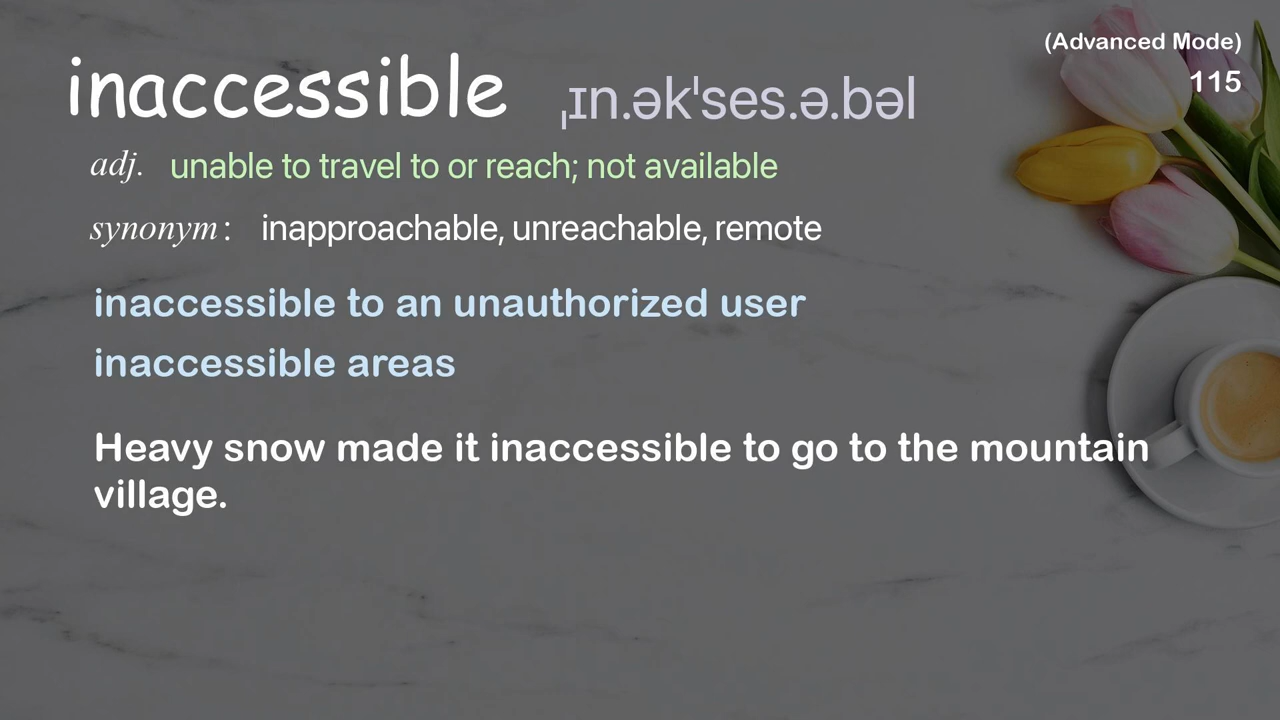 (Advanced Mode)
115
inaccessible ˌɪn.əkˈses.ə.bəl
adj. unable to travel to or reach; not available
synonym: inapproachable, unreachable, remote
inaccessible to an unauthorized user
inaccessible areas
Heavy snow made it inaccessible to go to the mountain
village.